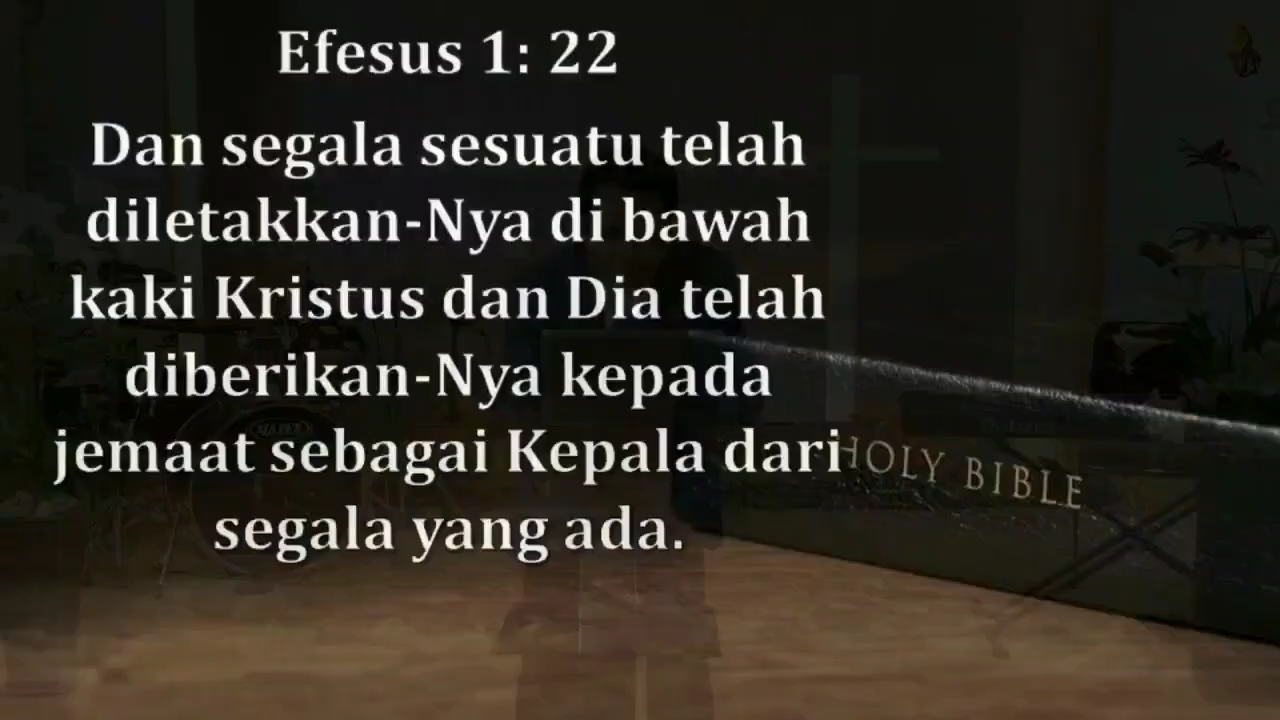 Efesus 1: 22
Dan segala sesuatu telah
diletakkan-Nya di bawah
kaki Kristus dan Dia telah
diberikan-Nya kepada
jemaat sebagai Kepala dari
segala yang ada.
HOLY BIBLE